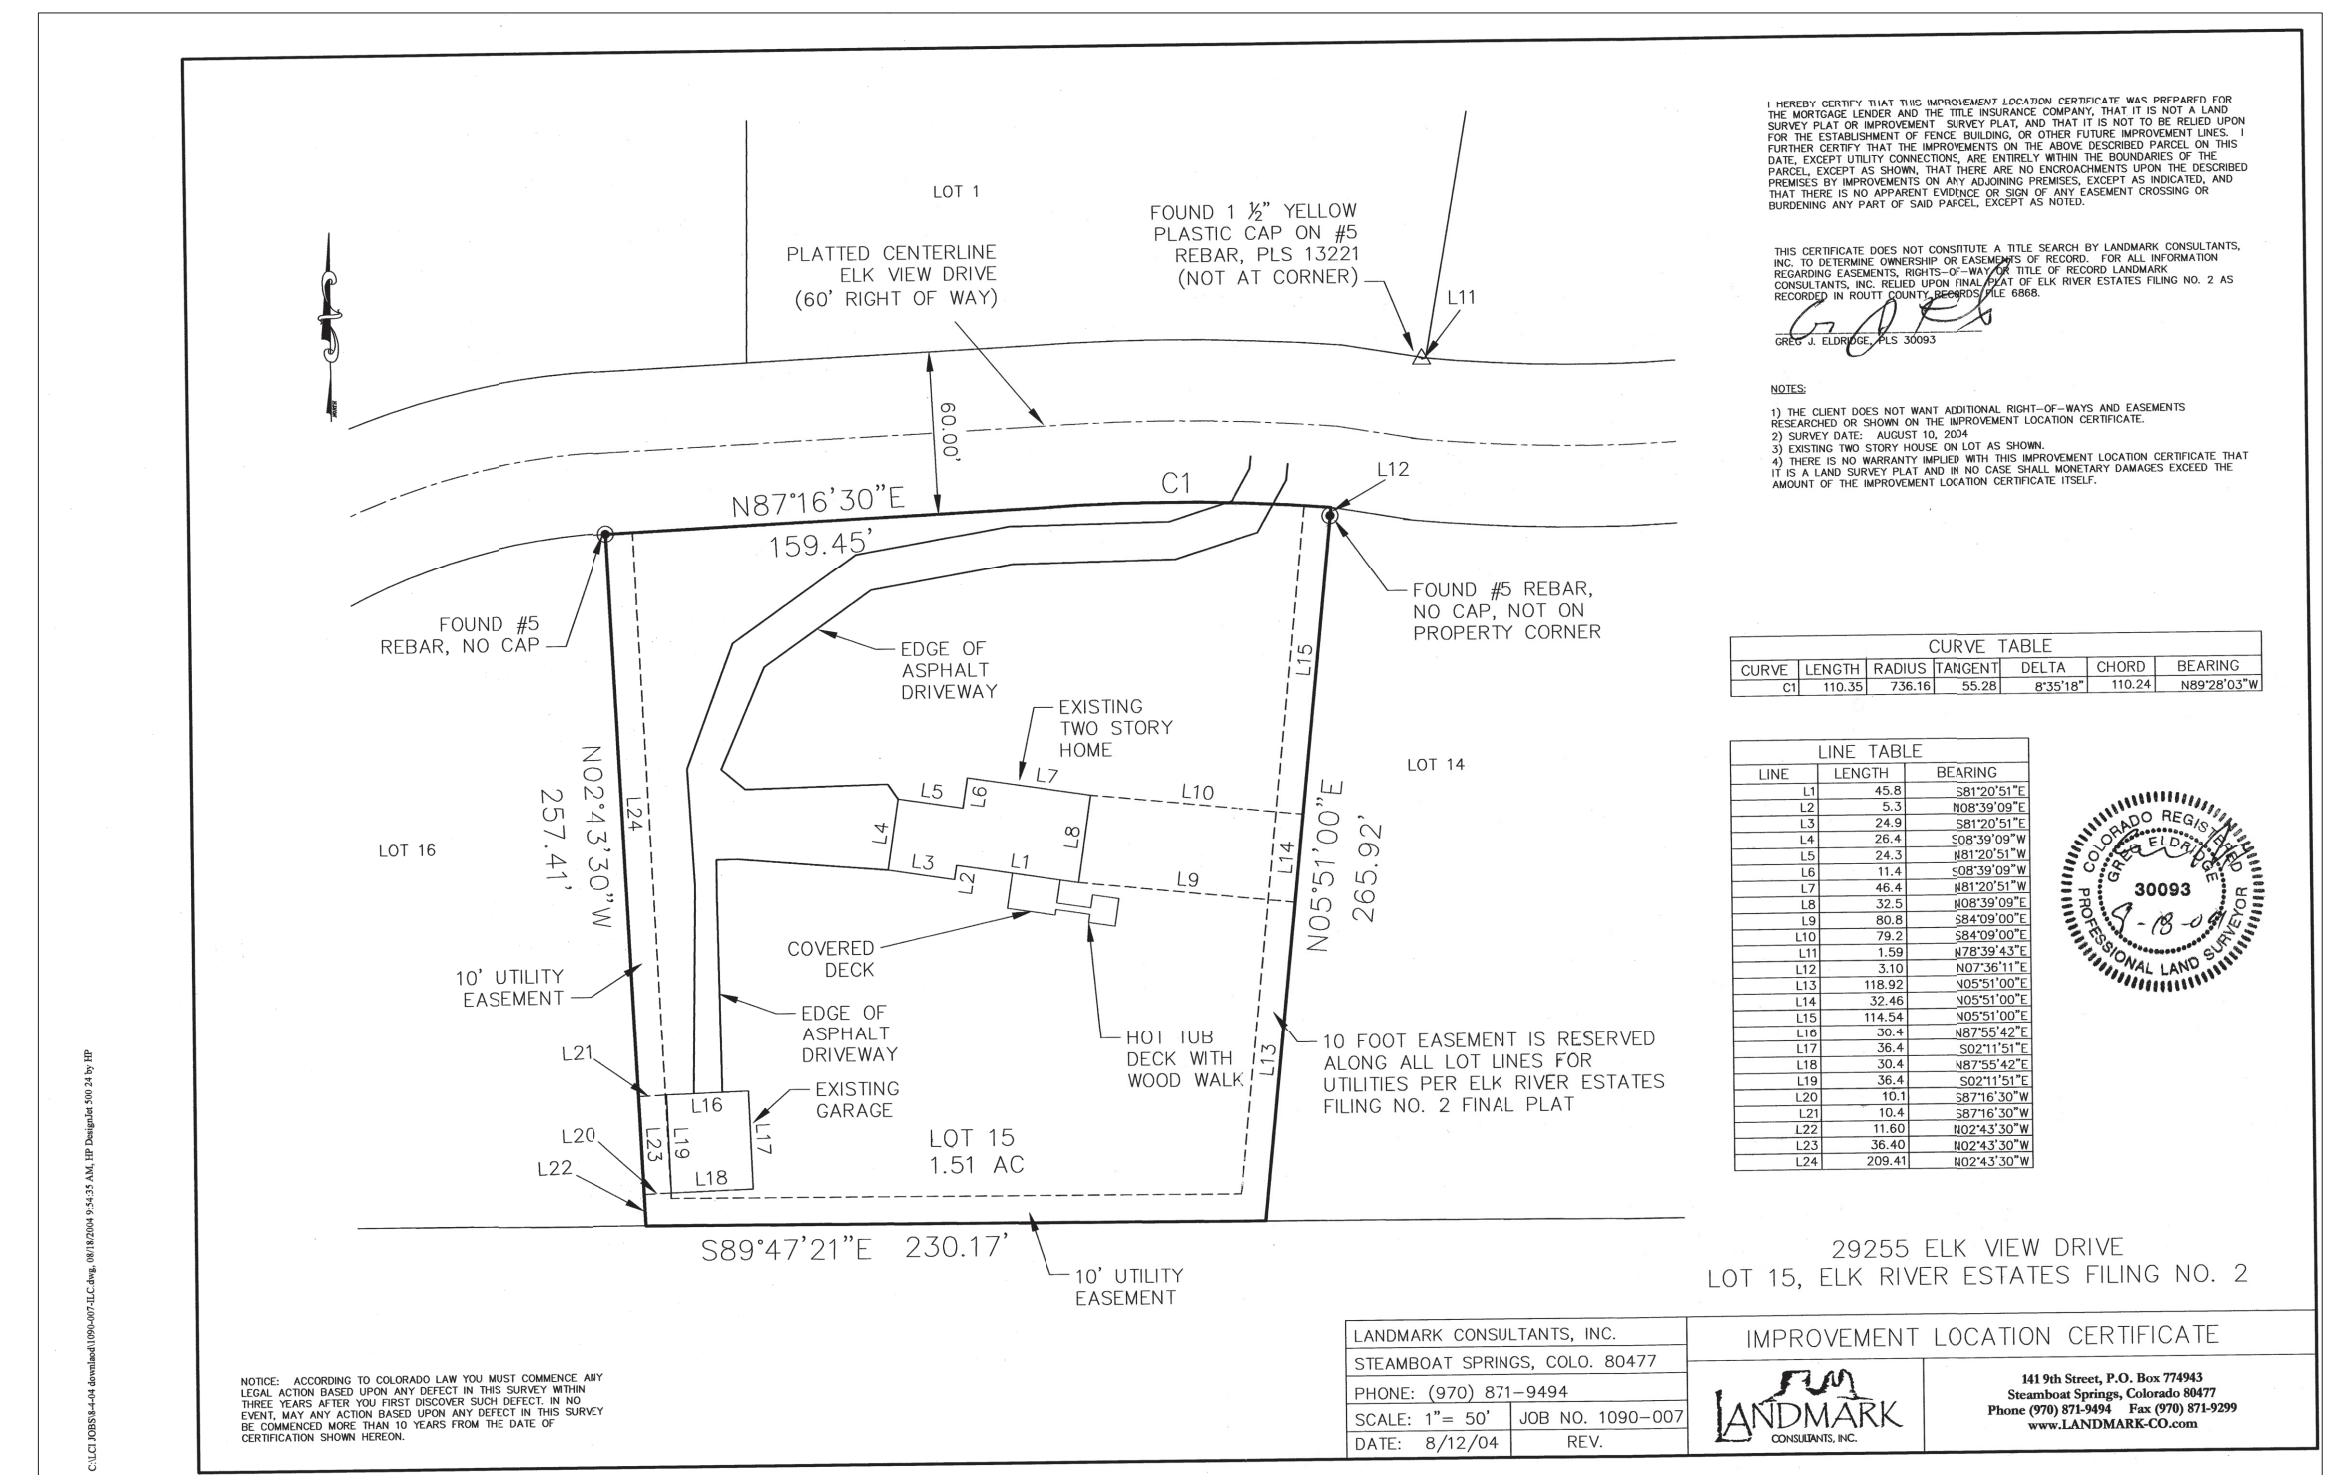 I HEREBY CERTIFY THAT THIS IMPROVEMENT LOCATION CERTIFICATE WAS PREPARED FOR
THE MORTGAGE LENDER AND THE TITLE INSURANCE COMPANY, THAT IT IS NOT A LAND
SURVEY PLAT OR IMPROVEMENT SURVEY PLAT, AND THAT IT IS NOT TO BE RELIED UPON
FOR THE ESTABLISHMENT OF FENCE BUILDING, OR OTHER FUTURE IMPROVEMENT LINES. I
FURTHER CERTIFY THAT THE IMPROVEMENTS ON THE ABOVE DESCRIBED PARCEL ON THIS
DATE, EXCEPT UTILITY CONNECTIONS, ARE ENTIRELY WITHIN THE BOUNDARIES OF THE
PARCEL, EXCEPT AS SHOWN, THAT THERE ARE NO ENCROACHMENTS UPON THE DESCRIBED
PREMISES BY IMPROVEMENTS ON ANY ADJOINING PREMISES, EXCEPT AS INDICATED, AND
THAT THERE IS NO APPARENT EVIDENCE OR SIGN OF ANY EASEMENT CROSSING OR
BURDENING ANY PART OF SAID PARCEL, EXCEPT AS NOTED.
THIS CERTIFICATE DOES NOT CONSTITUTE A TITLE SEARCH BY LANDMARK CONSULTANTS,
INC. TO DETERMINE OWNERSHIP OR EASEMENTS OF RECORD. FOR ALL INFORMATION
REGARDING EASEMENTS, RIGHTS-OF-WAY OR TITLE OF RECORD LANDMARK
CONSULTANTS, INC. RELIED UPON FINAL PLAT OF ELK RIVER ESTATES FILING NO. 2 AS
RECORDED IN ROUTT COUNTY RECORDS FILE 6868.
GREG J. ELDRIDGE, PLS 30093
NOTES:
1) THE CLIENT DOES NOT WANT ADDITIONAL RIGHT-OF-WAYS AND EASEMENTS
RESEARCHED OR SHOWN ON THE IMPROVEMENT LOCATION CERTIFICATE.
2) SURVEY DATE: AUGUST 10, 2004
3) EXISTING TWO STORY HOUSE ON LOT AS SHOWN.
4) THERE IS NO WARRANTY IMPLIED WITH THIS IMPROVEMENT LOCATION CERTIFICATE THAT
IT IS A LAND SURVEY PLAT AND IN NO CASE SHALL MONETARY DAMAGES EXCEED THE
AMOUNT OF THE IMPROVEMENT LOCATION CERTIFICATE ITSELF.
LOT 1
PLATTED CENTERLINE
ELK VIEW DRIVE
(60' RIGHT OF WAY)
FOUND 1 ½" YELLOW
PLASTIC CAP ON #5
REBAR, PLS 13221
(NOT AT CORNER)
L11
60.00'
L12
C1
N87°16'30"E
159.45'
FOUND #5
REBAR, NO CAP
FOUND #5 REBAR,
NO CAP, NOT ON
PROPERTY CORNER
EDGE OF
ASPHALT
DRIVEWAY
L15
EXISTING
TWO STORY
HOME
L7
L5
L6
L10
L4
L8
L3
L1
L2
L9
L14
L24
N02°43'30"W
257.41'
N05°51'00"E
265.92'
LOT 14
LOT 16
COVERED
DECK
10' UTILITY
EASEMENT
EDGE OF
ASPHALT
DRIVEWAY
HOT TUB
DECK WITH
WOOD WALK
L13
10 FOOT EASEMENT IS RESERVED
ALONG ALL LOT LINES FOR
UTILITIES PER ELK RIVER ESTATES
FILING NO. 2 FINAL PLAT
L21
EXISTING
GARAGE
L16
L20
L23
L19
L17
L22
L18
LOT 15
1.51 AC
S89°47'21"E 230.17'
10' UTILITY
EASEMENT
CURVE TABLE
CURVE LENGTH RADIUS TANGENT DELTA CHORD BEARING
C1 110.35 736.16 55.28 8°35'18" 110.24 N89°28'03"W
LINE TABLE
LINE LENGTH BEARING
L1 45.8 S81°20'51"E
L2 5.3 N08°39'09"E
L3 24.9 S81°20'51"E
L4 26.4 S08°39'09"W
L5 24.3 N81°20'51"W
L6 11.4 S08°39'09"W
L7 46.4 N81°20'51"W
L8 32.5 N08°39'09"E
L9 80.8 S84°09'00"E
L10 79.2 S84°09'00"E
L11 1.59 N78°39'43"E
L12 3.10 N07°36'11"E
L13 118.92 N05°51'00"E
L14 32.46 N05°51'00"E
L15 114.54 N05°51'00"E
L16 30.4 N87°55'42"E
L17 36.4 S02°11'51"E
L18 30.4 N87°55'42"E
L19 36.4 S02°11'51"E
L20 10.1 S87°16'30"W
L21 10.4 S87°16'30"W
L22 11.60 N02°43'30"W
L23 36.40 N02°43'30"W
L24 209.41 N02°43'30"W
COLORADO REGISTERED
GREG ELDRIDGE
30093
8-18-04
PROFESSIONAL LAND SURVEYOR
29255 ELK VIEW DRIVE
LOT 15, ELK RIVER ESTATES FILING NO. 2
LANDMARK CONSULTANTS, INC.
STEAMBOAT SPRINGS, COLO. 80477
PHONE: (970) 871-9494
SCALE: 1"= 50' JOB NO. 1090-007
DATE: 8/12/04 REV.
IMPROVEMENT LOCATION CERTIFICATE
LANDMARK
CONSULTANTS, INC.
141 9th Street, P.O. Box 774943
Steamboat Springs, Colorado 80477
Phone (970) 871-9494 Fax (970) 871-9299
www.LANDMARK-CO.com
NOTICE: ACCORDING TO COLORADO LAW YOU MUST COMMENCE ANY
LEGAL ACTION BASED UPON ANY DEFECT IN THIS SURVEY WITHIN
THREE YEARS AFTER YOU FIRST DISCOVER SUCH DEFECT. IN NO
EVENT, MAY ANY ACTION BASED UPON ANY DEFECT IN THIS SURVEY
BE COMMENCED MORE THAN 10 YEARS FROM THE DATE OF
CERTIFICATION SHOWN HEREON.
C:\LCI JOBS\8-4-04 downlaod\1090-007-ILC.dwg, 08/18/2004 9:54:35 AM, HP DesignJet 500 24 by HP